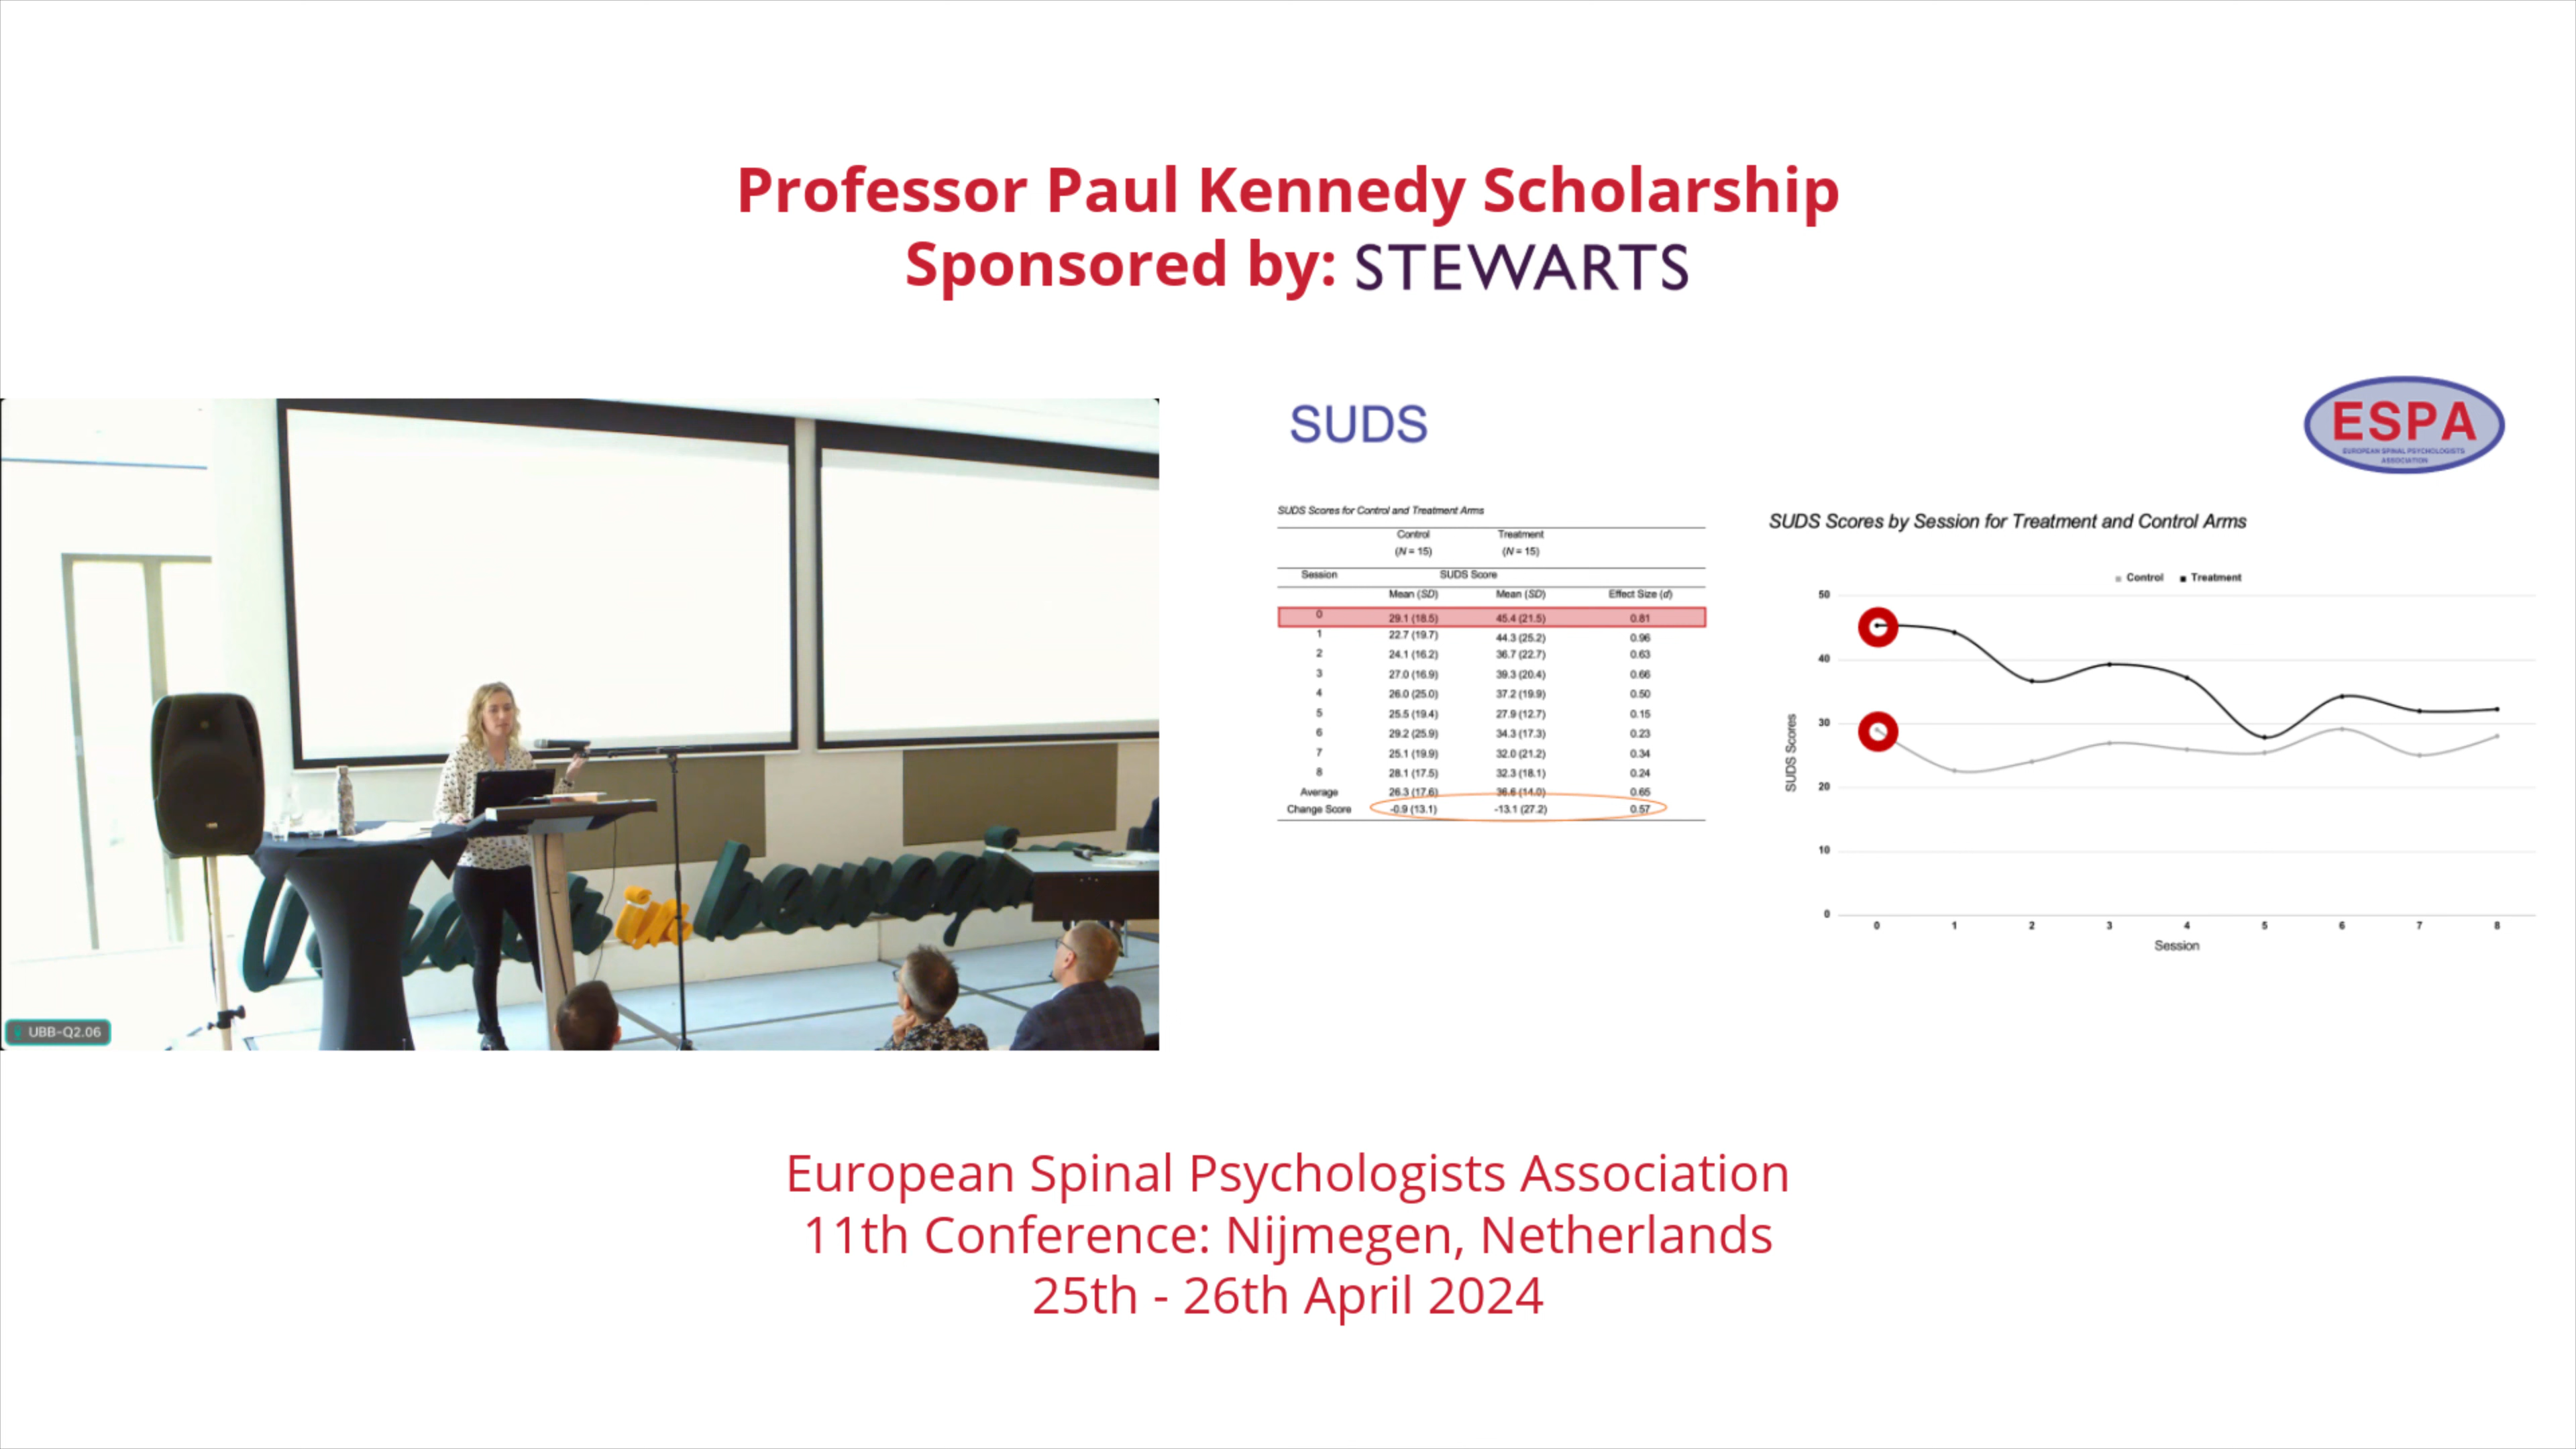 Professor Paul Kennedy Scholarship
Sponsored by: STEWARTS
UBB-Q2.06
SUDS
ESPA
EUROPEAN SPINAL PSYCHOLOGISTS
ASSOCIATION
SUDS Scores for Control and Treatment Arms
Control Treatment
(N = 15) (N = 15)
Session SUDS Score
Mean (SD) Mean (SD) Effect Size (d)
0 29.1 (18.5) 45.4 (21.5) 0.81
1 22.7 (19.7) 44.3 (25.2) 0.96
2 24.1 (16.2) 36.7 (22.7) 0.63
3 27.0 (16.9) 39.3 (20.4) 0.66
4 26.0 (25.0) 37.2 (19.9) 0.50
5 25.5 (19.4) 27.9 (12.7) 0.15
6 29.2 (25.9) 34.3 (17.3) 0.23
7 25.1 (19.9) 32.0 (21.2) 0.34
8 28.1 (17.5) 32.3 (18.1) 0.24
Average 26.3 (17.6) 36.6 (14.0) 0.65
Change Score -0.9 (13.1) -13.1 (27.2) 0.57
SUDS Scores by Session for Treatment and Control Arms
Control Treatment
50
40
30
20
10
0
SUDS Scores
0 1 2 3 4 5 6 7 8
Session
in
European Spinal Psychologists Association
11th Conference: Nijmegen, Netherlands
25th - 26th April 2024